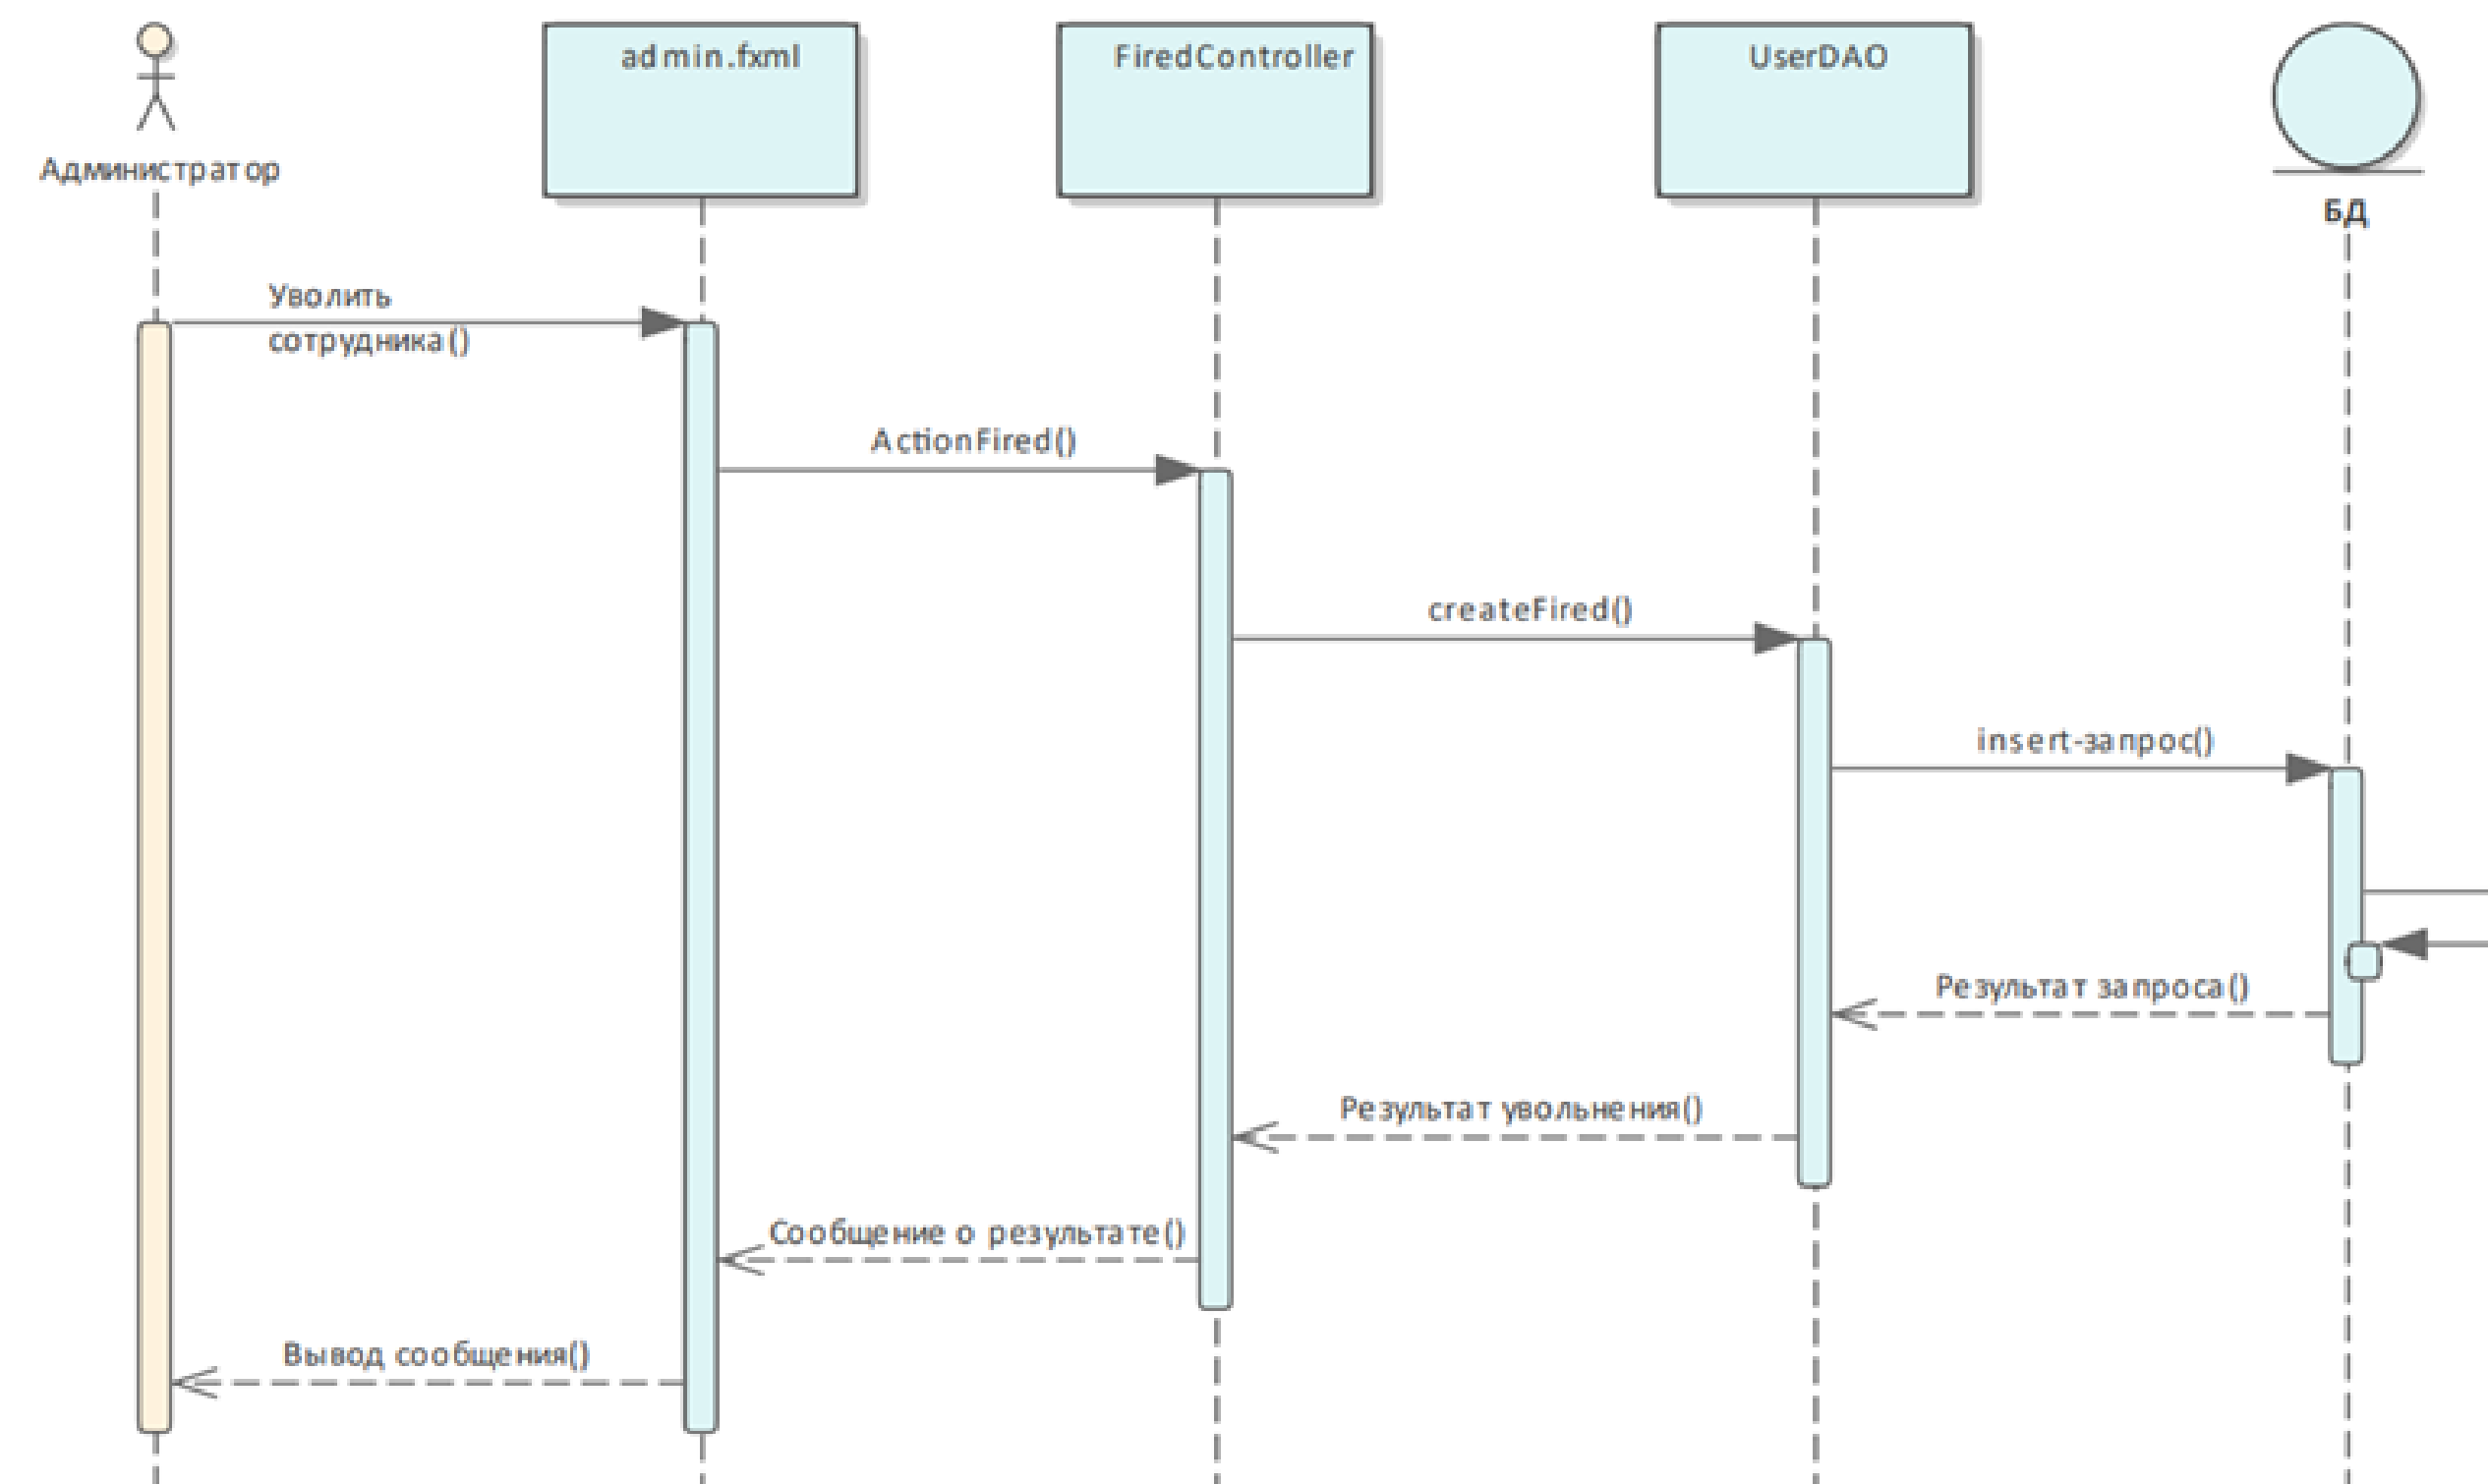 admin.fxml
FiredController
UserDAO
Администратор
БД
Уволить
сотрудника()
ActionFired()
createFired()
insert-запрос()
Результат запроса()
Результат увольнения()
Сообщение о результате()
Вывод сообщения()